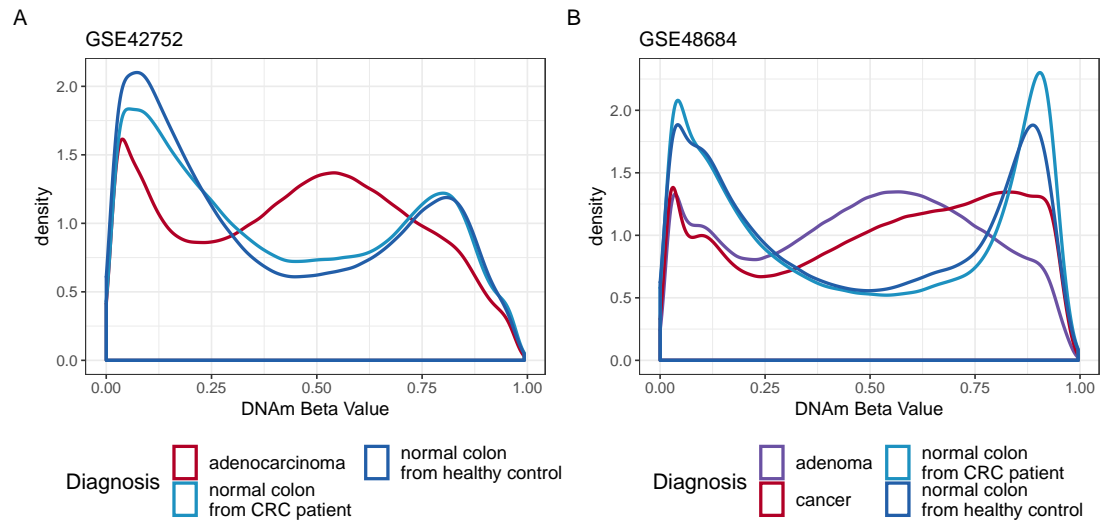 A
GSE42752
2.0
1.5
1.0
0.5
0.0
density
0.00 0.25 0.50 0.75 1.00
DNAm Beta Value
Diagnosis
adenocarcinoma
normal colon
from CRC patient
normal colon
from healthy control
B
GSE48684
2.0
1.5
1.0
0.5
0.0
density
0.00 0.25 0.50 0.75 1.00
DNAm Beta Value
Diagnosis
adenoma
cancer
normal colon
from CRC patient
normal colon
from healthy control